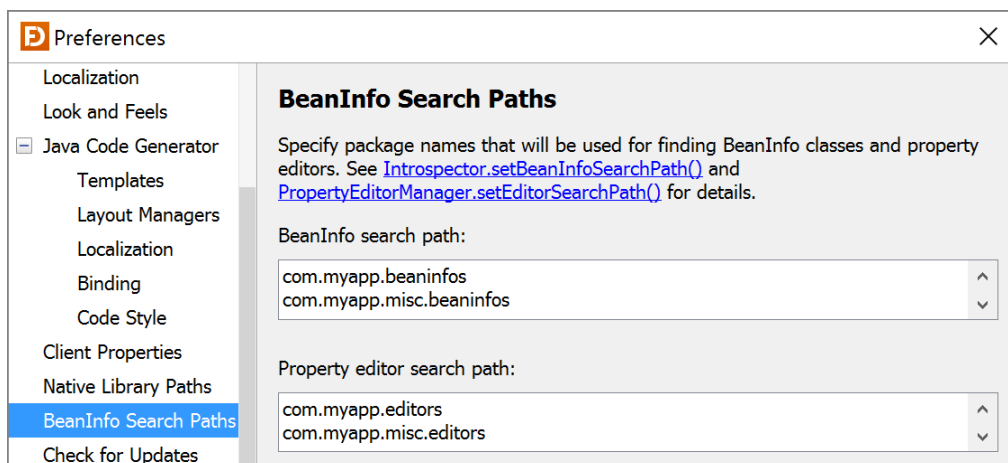 Preferences
Localization
Look and Feels
Java Code Generator
Templates
Layout Managers
Localization
Binding
Code Style
Client Properties
Native Library Paths
BeanInfo Search Paths
Check for Updates
BeanInfo Search Paths
Specify package names that will be used for finding BeanInfo classes and property
editors. See Introspector.setBeanInfoSearchPath() and
PropertyEditorManager.setEditorSearchPath() for details.
BeanInfo search path:
com.myapp.beaninfos
com.myapp.misc.beaninfos
Property editor search path:
com.myapp.editors
com.myapp.misc.editors